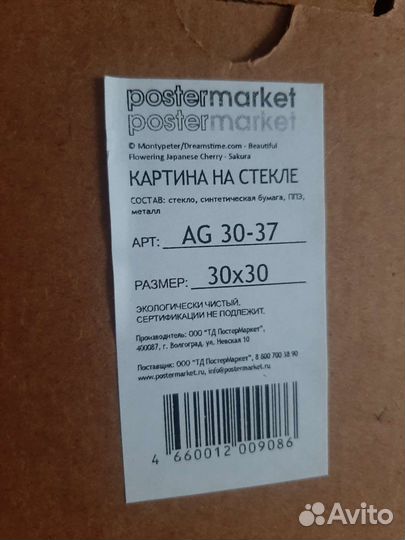 postermarket
postermarket
© Montypeter/Dreamstime.com - Beautiful
Flowering Japanese Cherry - Sakura
КАРТИНА НА СТЕКЛЕ
СОСТАВ: стекло, синтетическая бумага, ППЭ,
металл
АРТ: AG 30-37
РАЗМЕР: 30x30
ЭКОЛОГИЧЕСКИ ЧИСТЫЙ.
СЕРТИФИКАЦИИ НЕ ПОДЛЕЖИТ.
Производитель: ООО "ТД ПостерМаркет",
400087, г. Волгоград, ул. Невская 10
Поставщик: ООО "ТД ПостерМаркет", 8 800 700 38 90
www.postermarket.ru, info@postermarket.ru
4 660012 009086
Avito